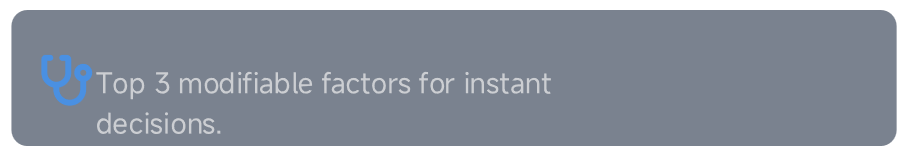 Top 3 modifiable factors for instant
decisions.